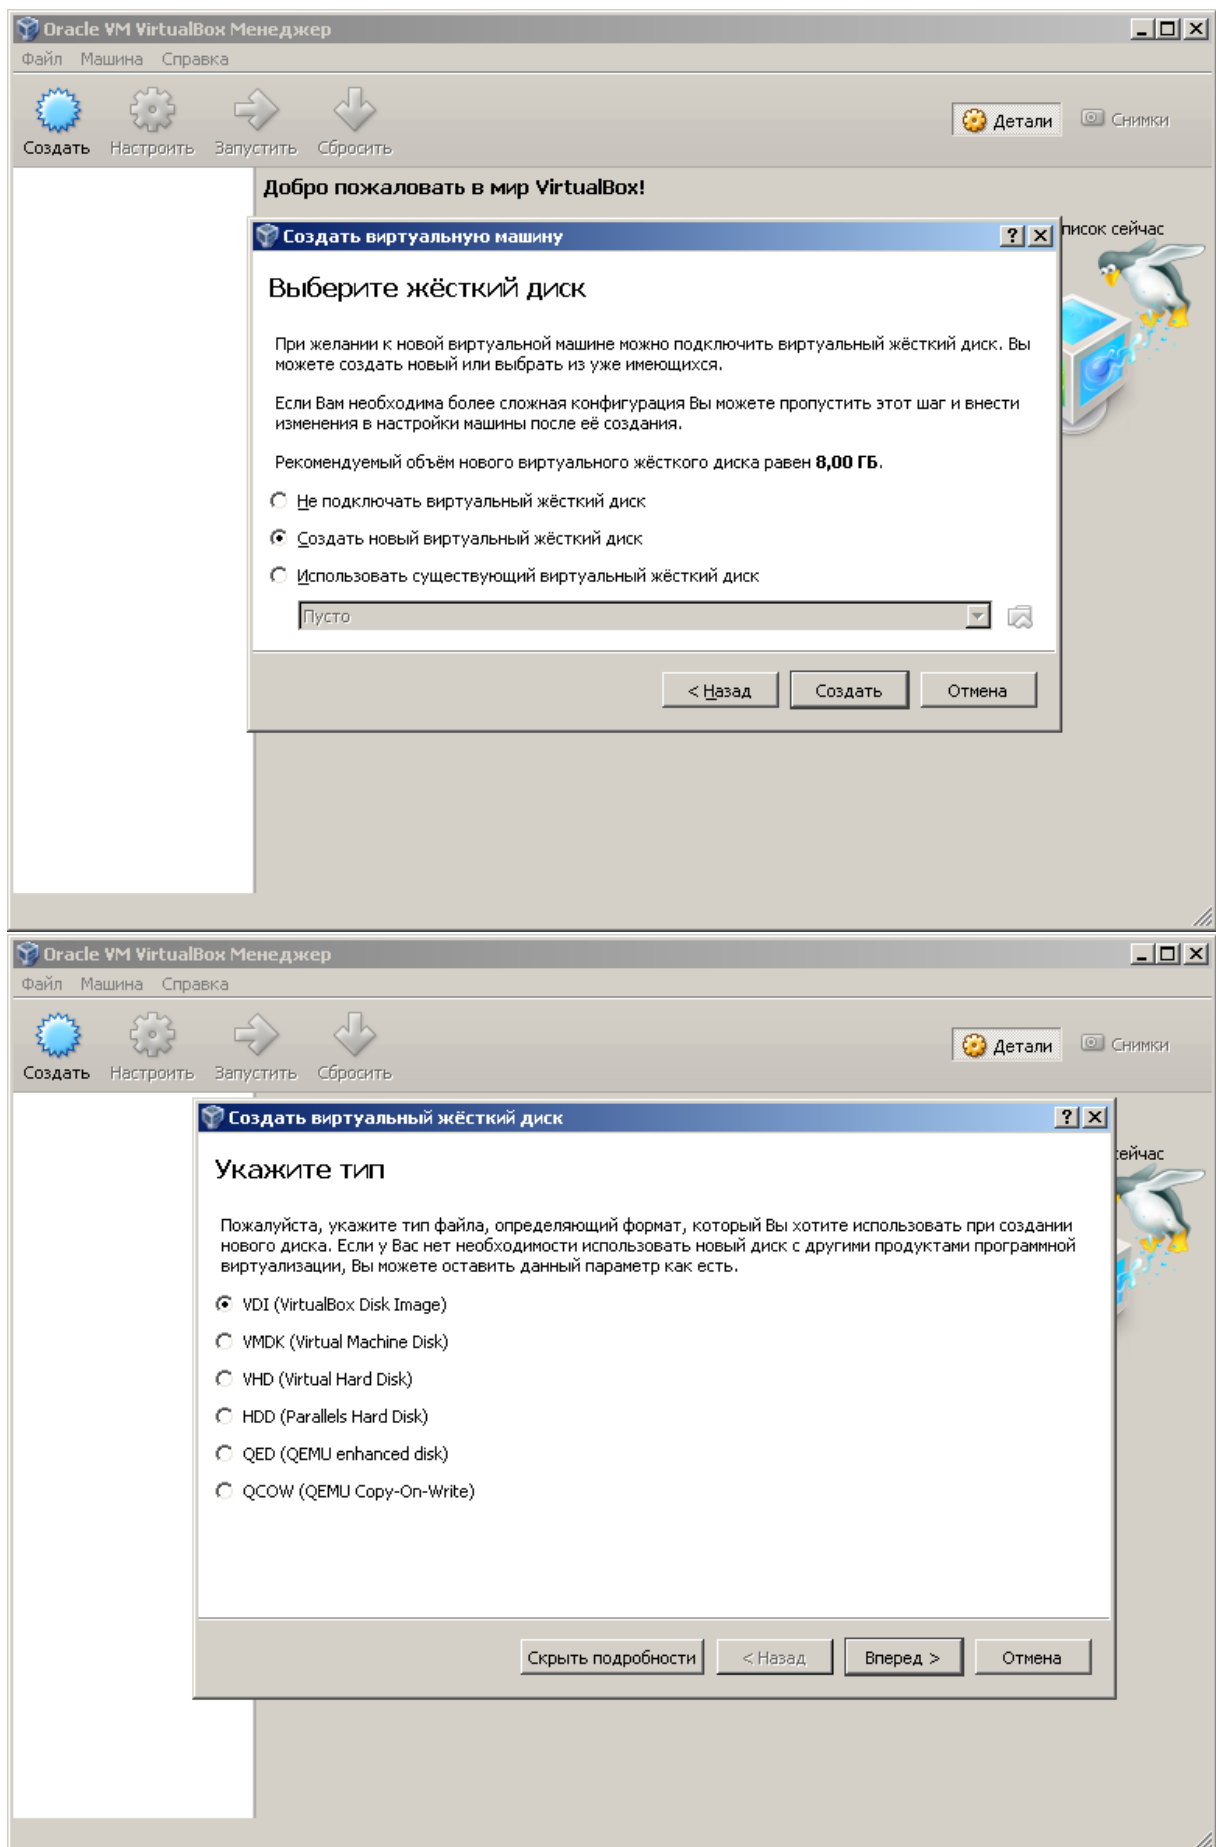 Oracle VM VirtualBox Менеджер
Файл Машина Справка
Создать Настроить Запустить Сбросить
Детали Снимки
Добро пожаловать в мир VirtualBox!
сейчас
Создать виртуальную машину
Выберите жёсткий диск
При желании к новой виртуальной машине можно подключить виртуальный жёсткий диск. Вы
можете создать новый или выбрать из уже имеющихся.
Если Вам необходима более сложная конфигурация Вы можете пропустить этот шаг и внести
изменения в настройки машины после её создания.
Рекомендуемый объём нового виртуального жёсткого диска равен 8,00 ГБ.
Не подключать виртуальный жёсткий диск
Создать новый виртуальный жёсткий диск
Использовать существующий виртуальный жёсткий диск
Пусто
< Назад Создать Отмена
Oracle VM VirtualBox Менеджер
Файл Машина Справка
Создать Настроить Запустить Сбросить
Детали Снимки
Создать виртуальный жёсткий диск
Укажите тип
Пожалуйста, укажите тип файла, определяющий формат, который Вы хотите использовать при создании
нового диска. Если у Вас нет необходимости использовать новый диск с другими продуктами программной
виртуализации, Вы можете оставить данный параметр как есть.
VDI (VirtualBox Disk Image)
VMDK (Virtual Machine Disk)
VHD (Virtual Hard Disk)
HDD (Parallels Hard Disk)
QED (QEMU enhanced disk)
QCOW (QEMU Copy-On-Write)
Скрыть подробности < Назад Вперед > Отмена